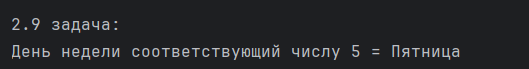 2.9 задача:
День недели соответствующий числу 5 = Пятница